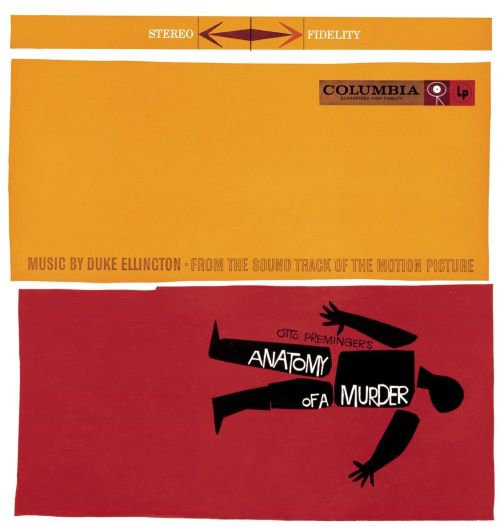 STEREO FIDELITY
COLUMBIA
GUARANTEED HIGH FIDELITY
Lp
MUSIC BY DUKE ELLINGTON · FROM THE SOUND TRACK OF THE MOTION PICTURE
OTTO PREMINGER'S
ANATOMY
OF A MURDER